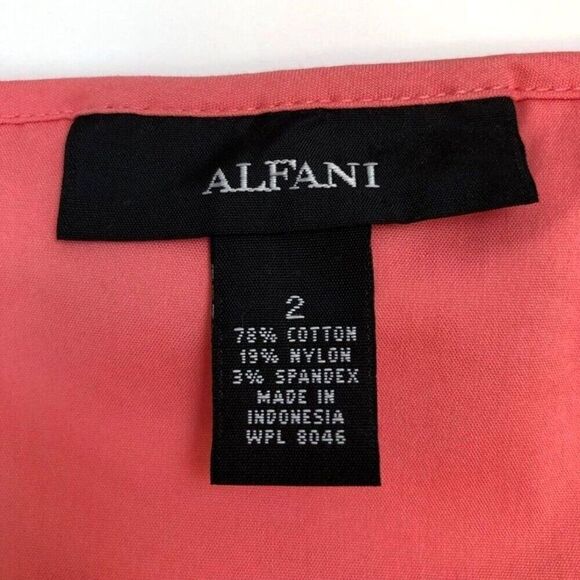 ALFANI
2
78% COTTON
19% NYLON
3% SPANDEX
MADE IN
INDONESIA
WPL 8046